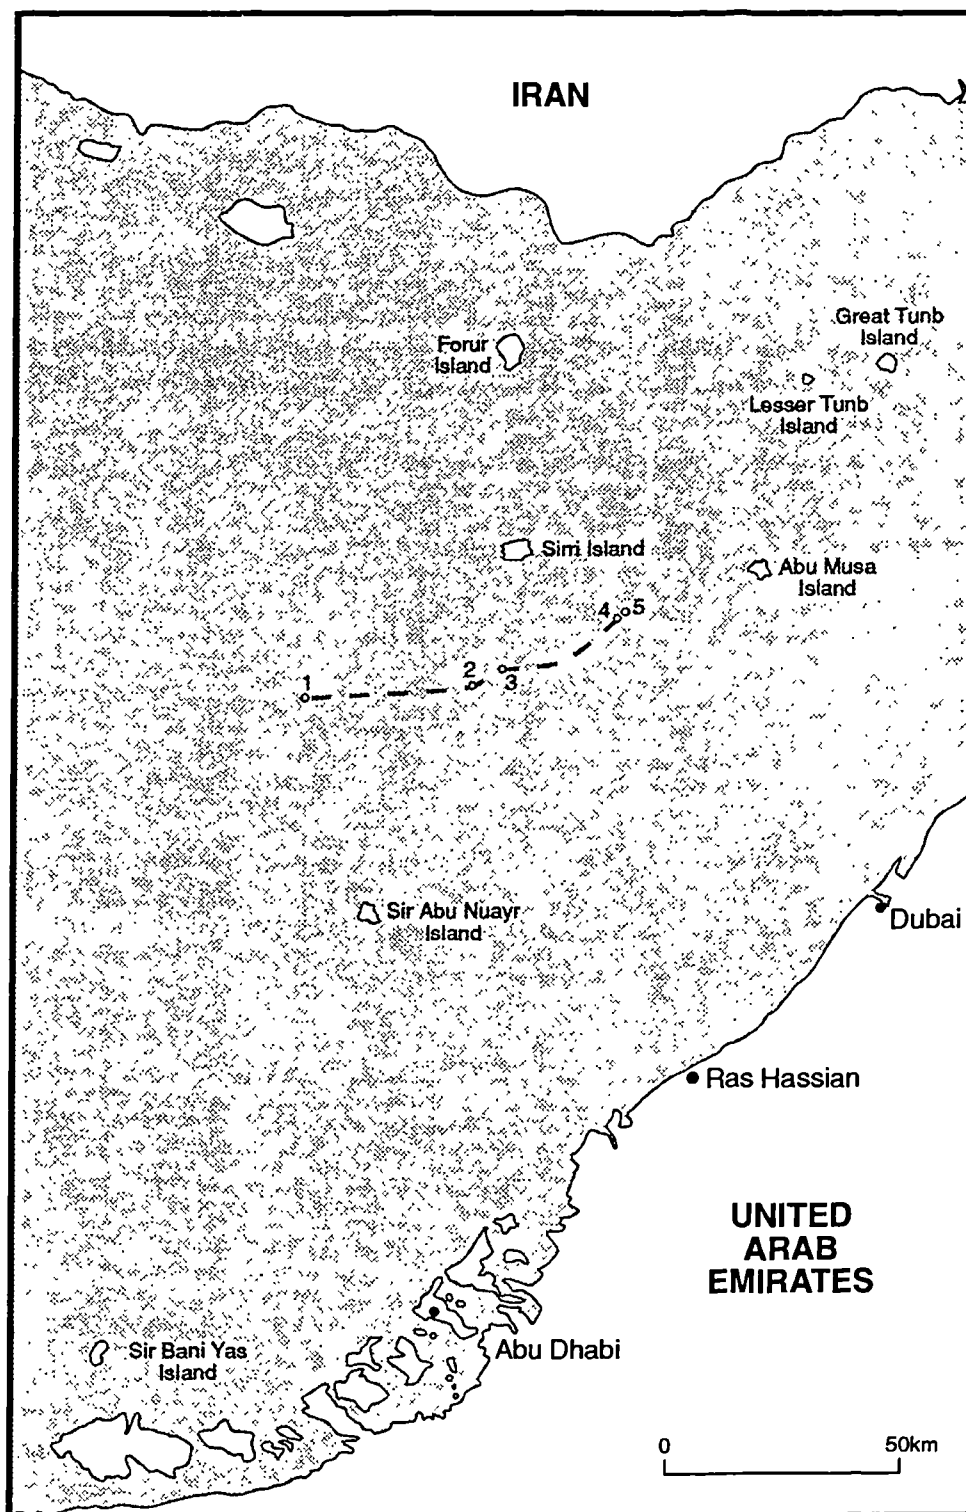 IRAN
Great Tunb
Island
Forur
Island
Lesser Tunb
Island
Sirri Island
Abu Musa
Island
4
5
2
3
1
Sir Abu Nuayr
Island
Dubai
Ras Hassian
UNITED
ARAB
EMIRATES
Abu Dhabi
Sir Bani Yas
Island
0
50km